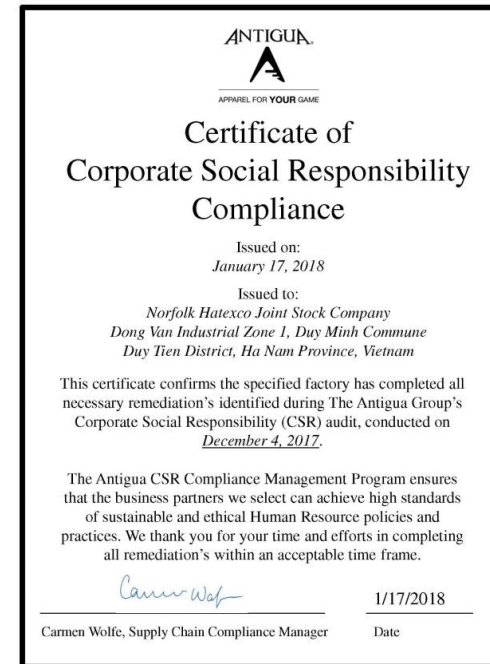 ANTIGUA®
APPAREL FOR YOUR GAME
Certificate of
Corporate Social Responsibility
Compliance
Issued on:
January 17, 2018
Issued to:
Norfolk Hatexco Joint Stock Company
Dong Van Industrial Zone 1, Duy Minh Commune
Duy Tien District, Ha Nam Province, Vietnam
This certificate confirms the specified factory has completed all
necessary remediation's identified during The Antigua Group's
Corporate Social Responsibility (CSR) audit, conducted on
December 4, 2017.
The Antigua CSR Compliance Management Program ensures
that the business partners we select can achieve high standards
of sustainable and ethical Human Resource policies and
practices. We thank you for your time and efforts in completing
all remediation's within an acceptable time frame.
1/17/2018
Carmen Wolfe, Supply Chain Compliance Manager Date